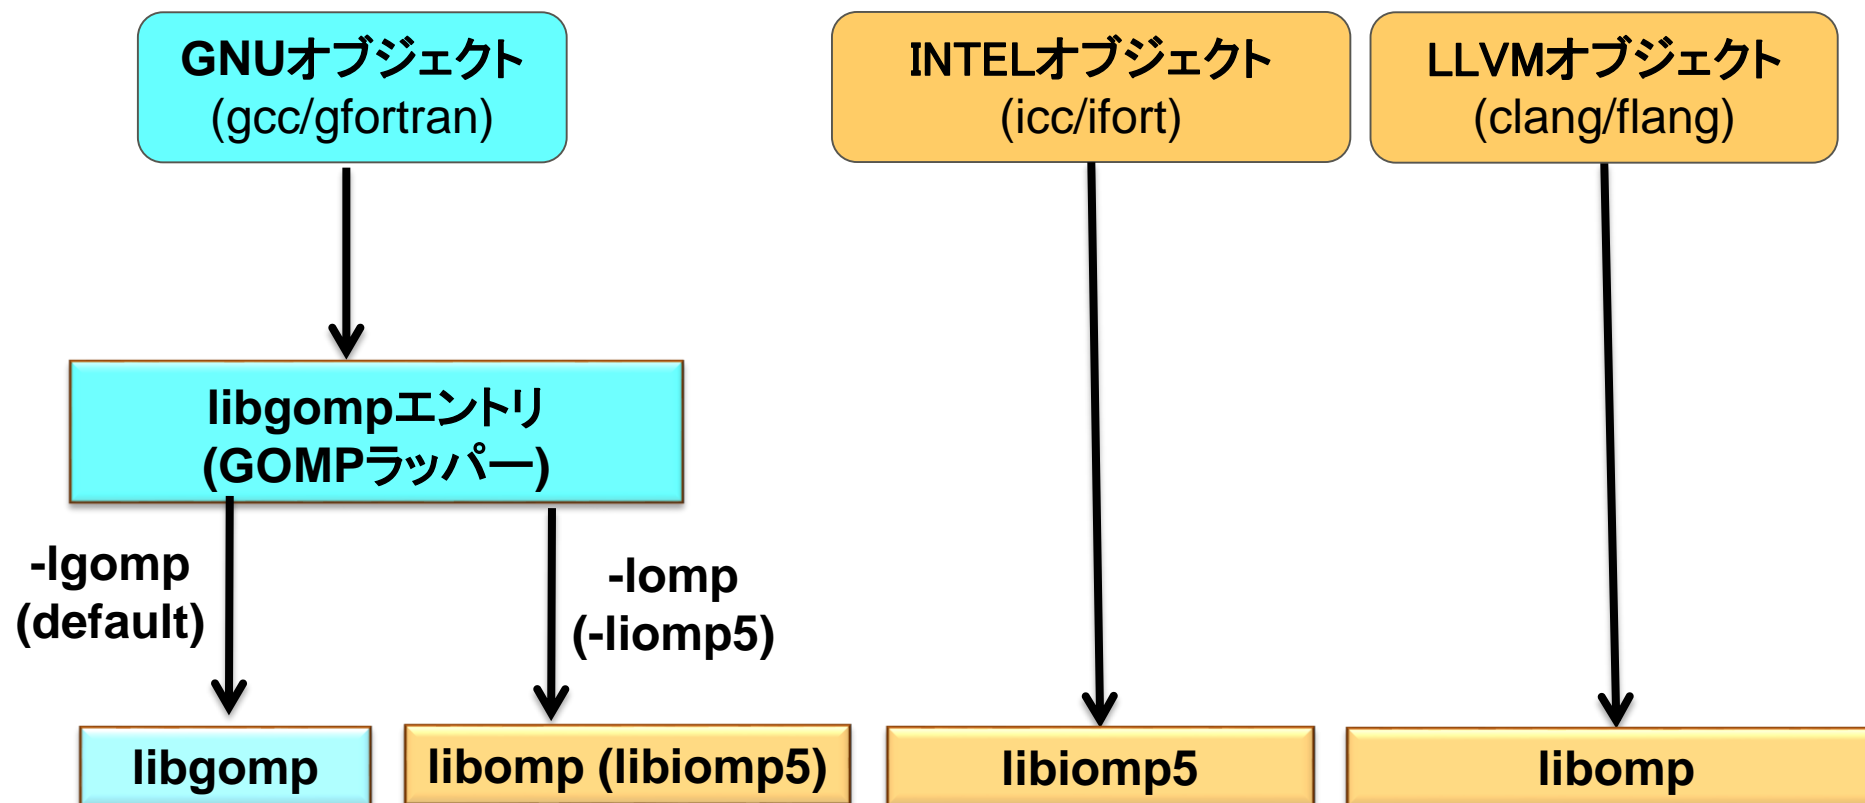 GNUオブジェクト
(gcc/gfortran)
INTELオブジェクト
(icc/ifort)
LLVMオブジェクト
(clang/flang)
libgompエントリ
(GOMPラッパー)
-lgomp
(default)
-lomp
(-liomp5)
libgomp
libomp (libiomp5)
libiomp5
libomp